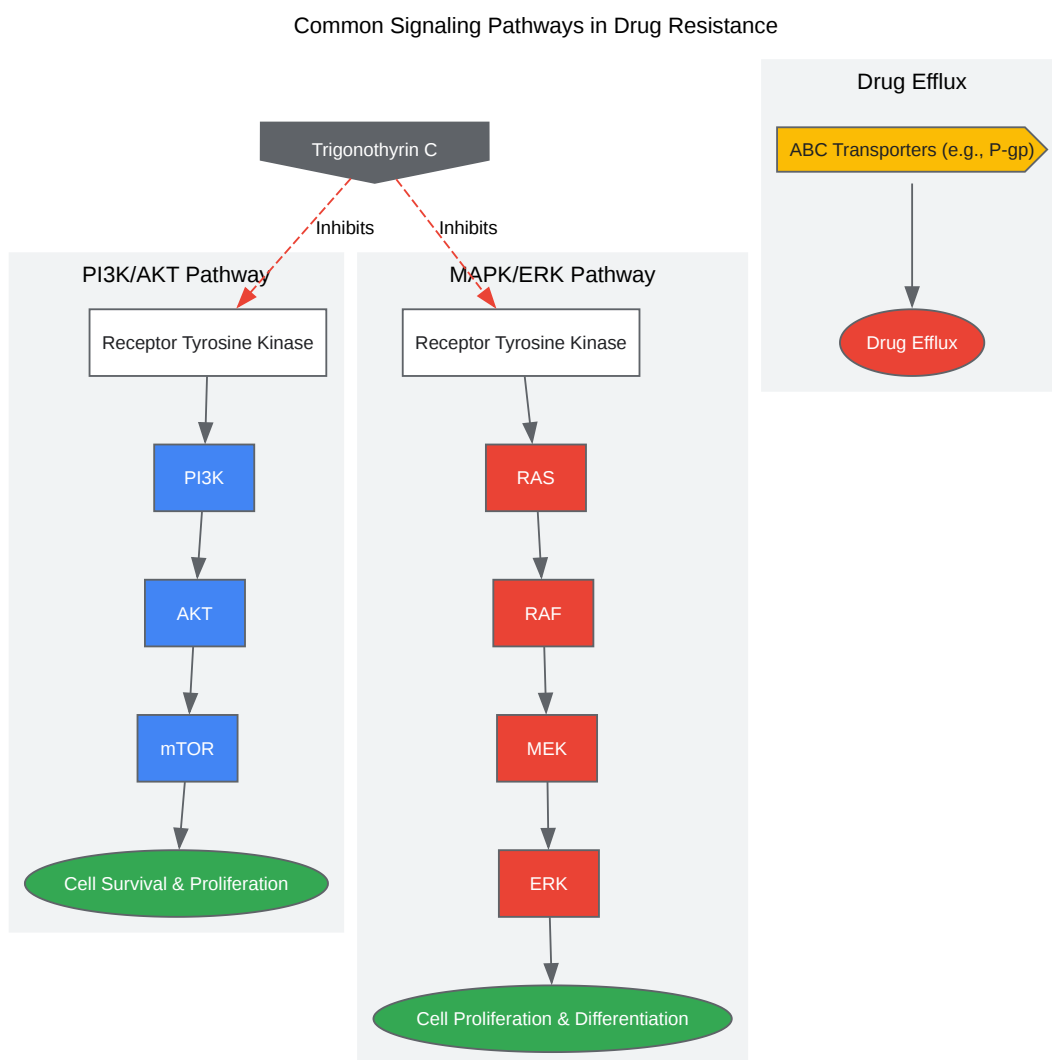 Common Signaling Pathways in Drug Resistance
Drug Efflux
ABC Transporters (e.g., P-gp)
Drug Efflux
Trigonothyrin C
Inhibits
Inhibits
PI3K/AKT Pathway
Receptor Tyrosine Kinase
PI3K
AKT
mTOR
Cell Survival & Proliferation
MAPK/ERK Pathway
Receptor Tyrosine Kinase
RAS
RAF
MEK
ERK
Cell Proliferation & Differentiation